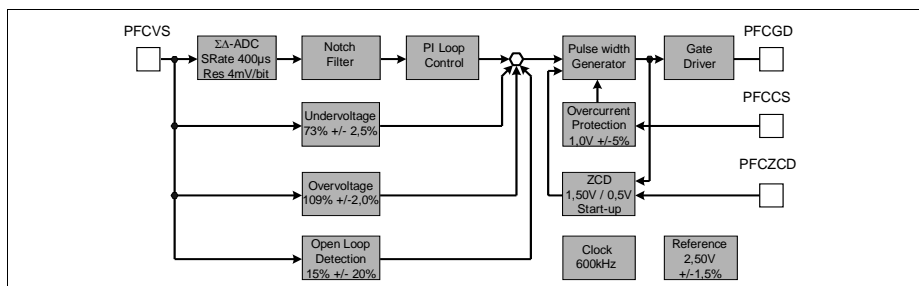 PFCVS
ΣΔ-ADC
SRate 400µs
Res 4mV/bit
Notch
Filter
PI Loop
Control
Pulse width
Generator
Gate
Driver
PFCGD
Undervoltage
73% +/- 2,5%
Overcurrent
Protection
1,0V +/-5%
PFCCS
Overvoltage
109% +/-2,0%
ZCD
1,50V / 0,5V
Start-up
PFCZCD
Open Loop
Detection
15% +/- 20%
Clock
600kHz
Reference
2,50V
+/-1,5%